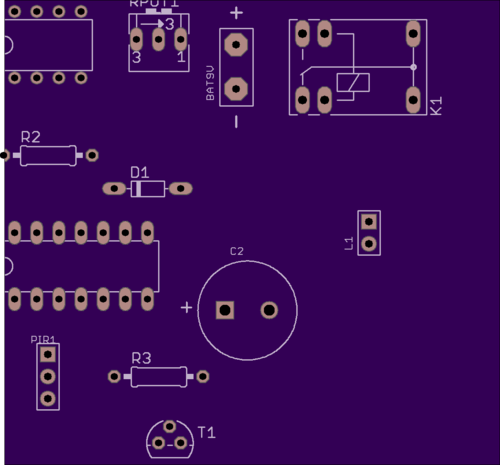 RPOT1
3
3 1
+
BAT9V
-
K1
R2
D1
L1
C2
+
PIR1
R3
T1